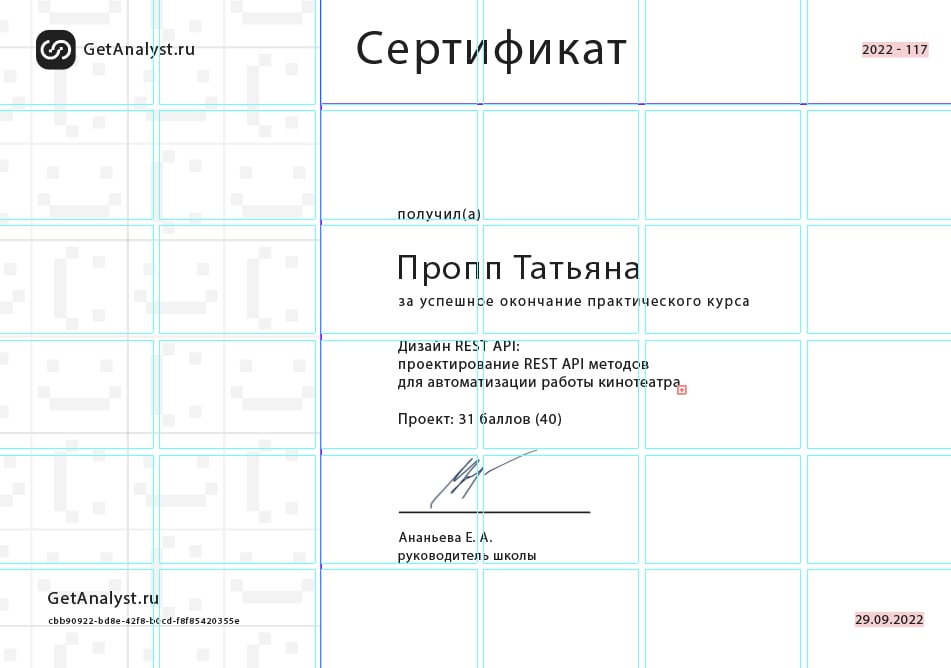 GetAnalyst.ru
Сертификат
2022 - 117
получил(а)
Пропп Татьяна
за успешное окончание практического курса
Дизайн REST API:
проектирование REST API методов
для автоматизации работы кинотеатра
Проект: 31 баллов (40)
Ананьева Е. А.
руководитель школы
GetAnalyst.ru
cbb90922-bd8e-42f8-b0cd-f8f85420355e
29.09.2022